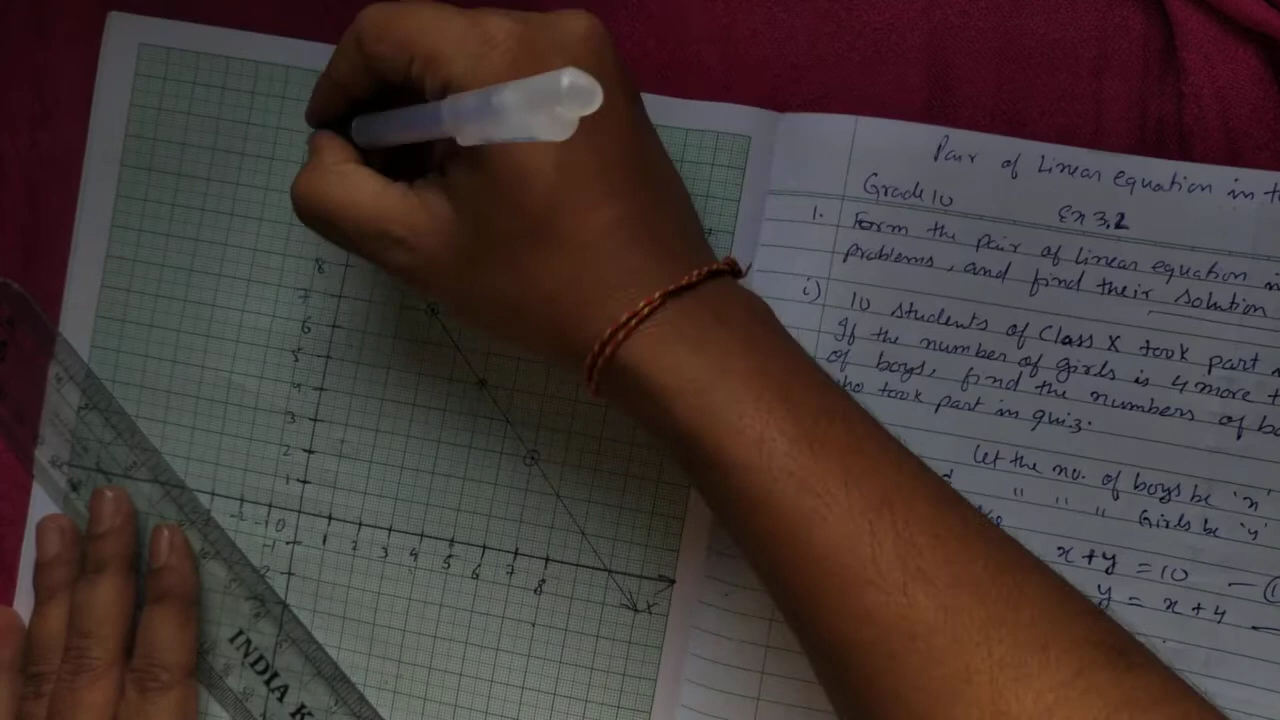 Pair of Linear equation in
Grade 10
Ex 3.2
1. Form the pair of linear equation in
problems, and find their solution
i) 10 students of Class X took part
If the number of girls is 4 more
of boys, find the numbers of
who took part in quiz.
Let the no. of boys be 'x'
" " " Girls be 'y'
x + y = 10 — ①
y = x + 4 —
8
7
6
5
4
3
2
1
-2 -1 0 1 2 3 4 5 6 7 8
-1
-2
X
INDIA